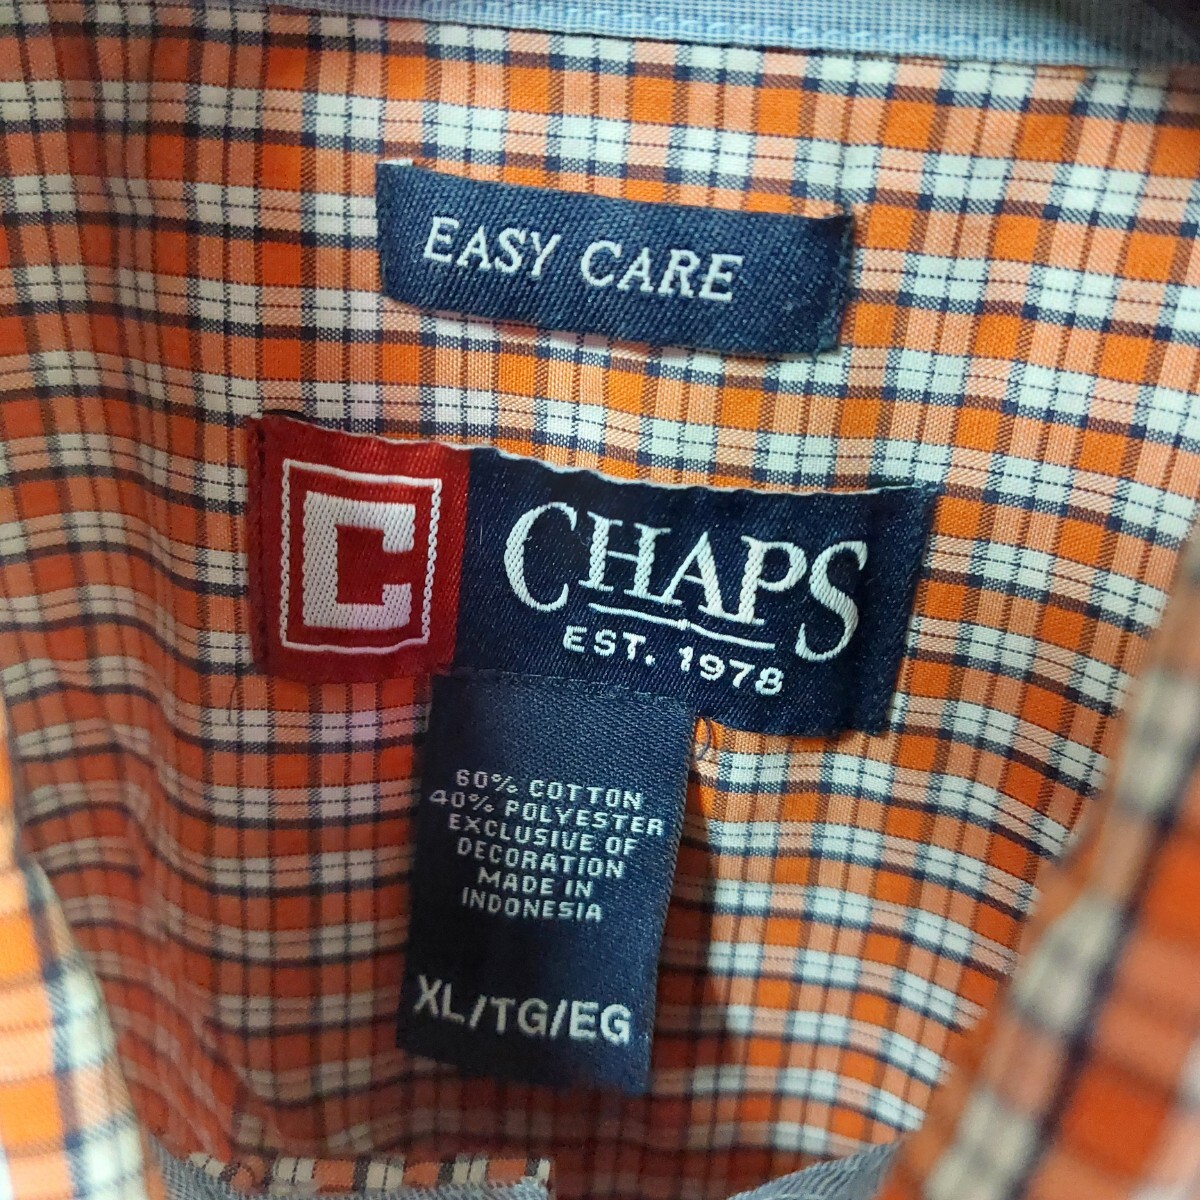 EASY CARE
C CHAPS
EST. 1978
60% COTTON
40% POLYESTER
EXCLUSIVE OF
DECORATION
MADE IN
INDONESIA
XL/TG/EG